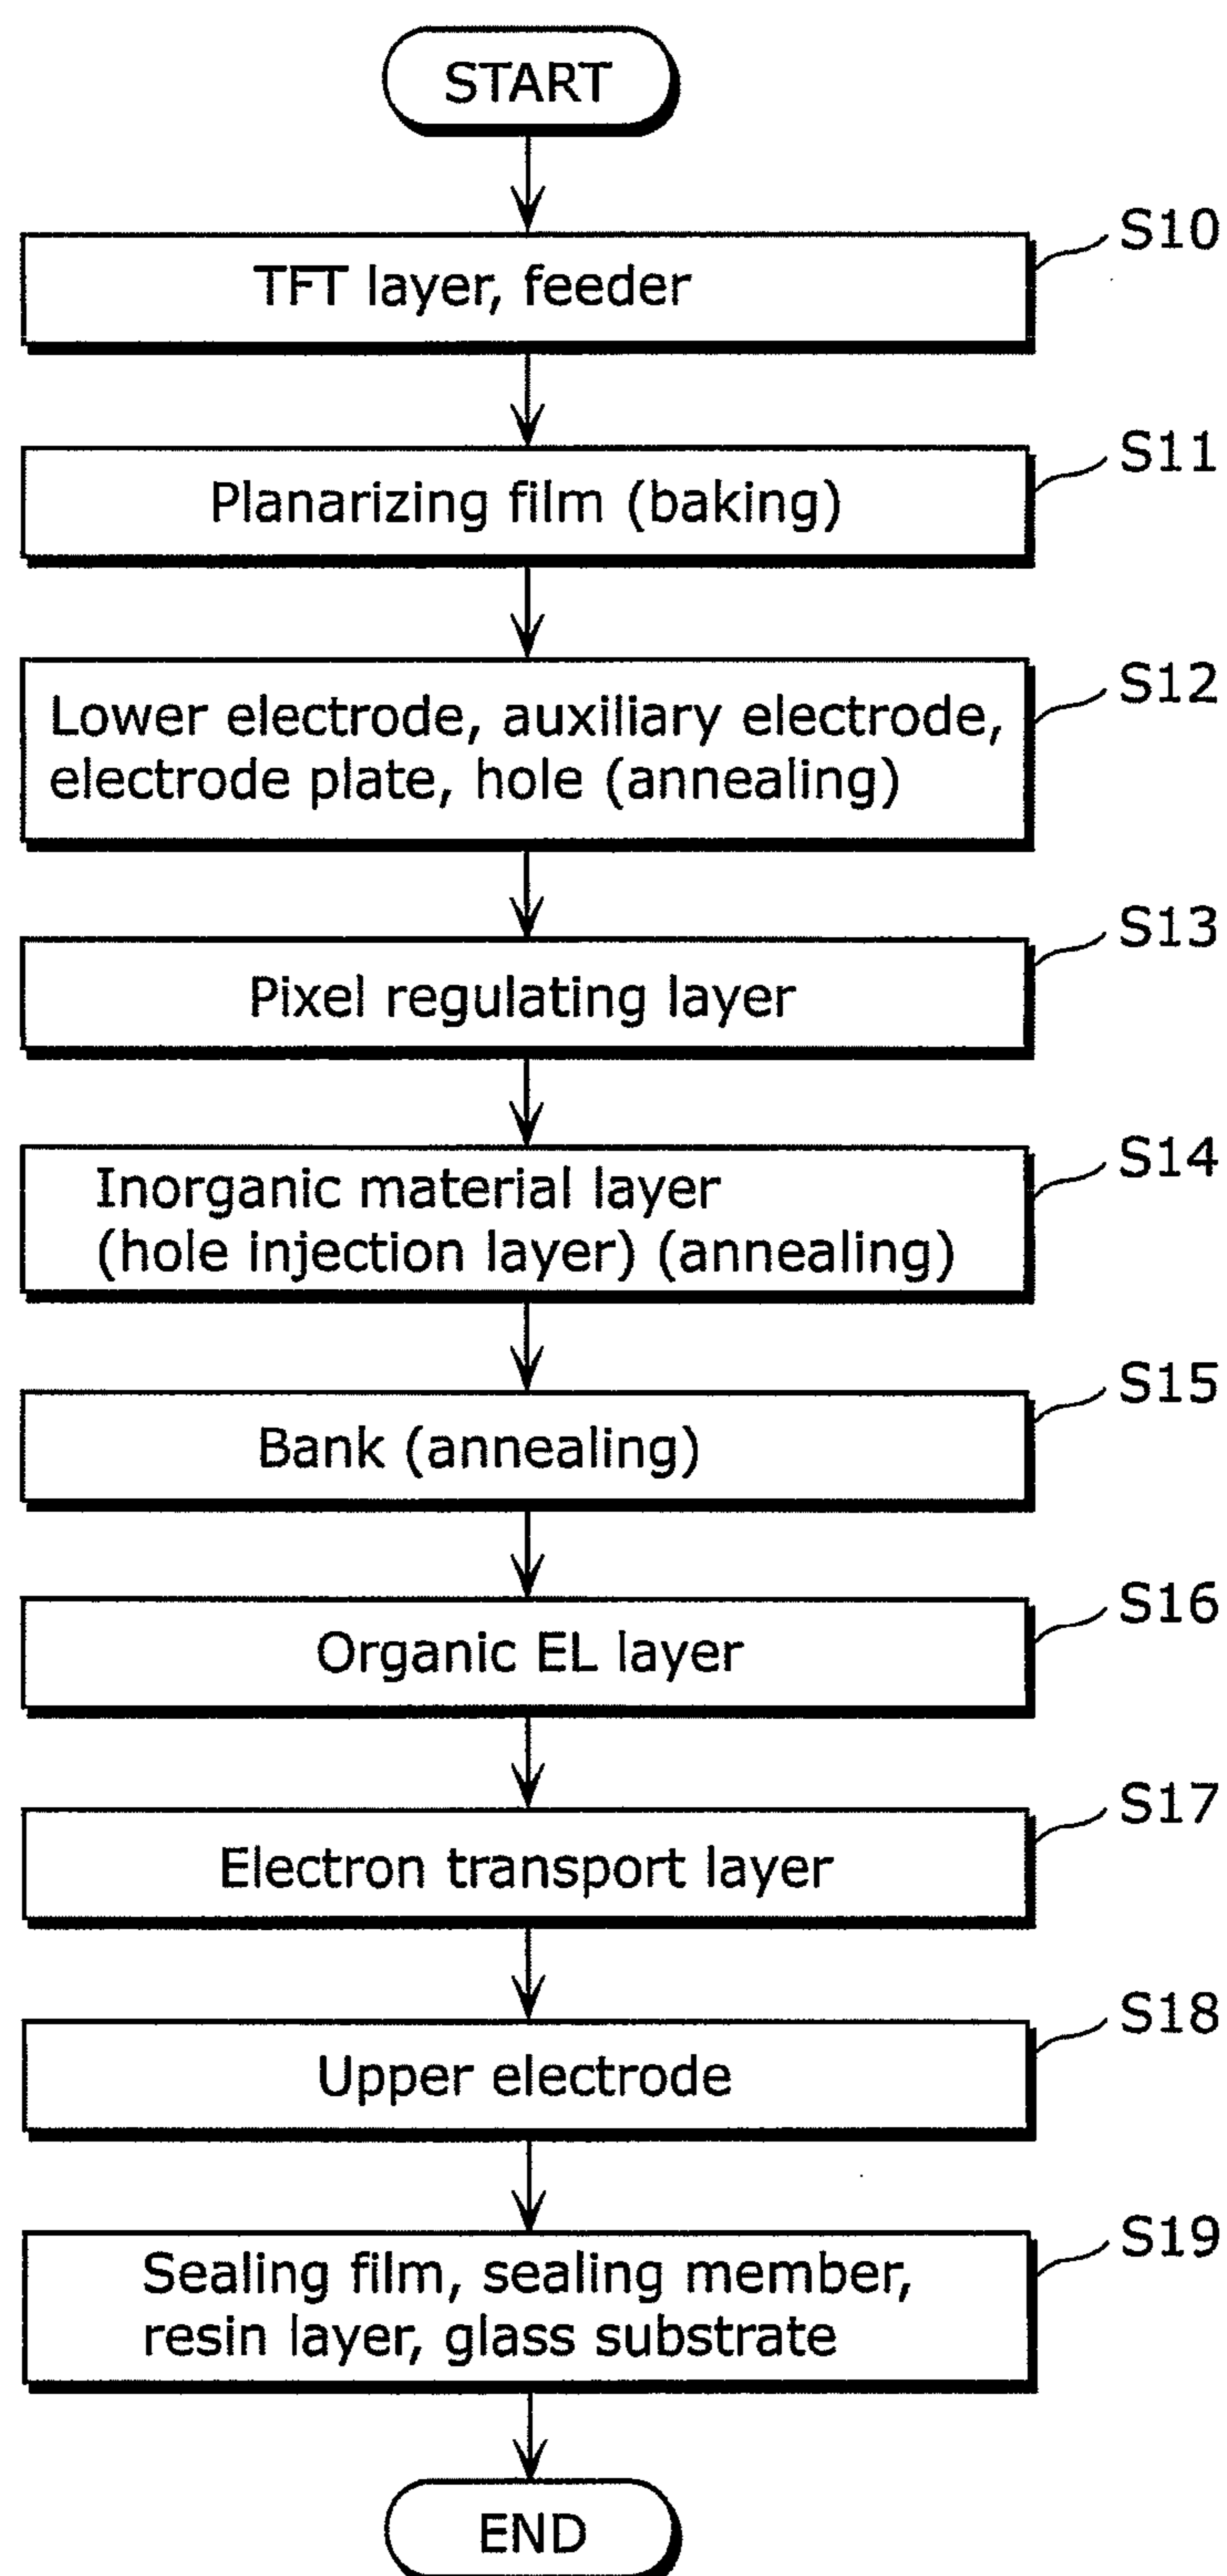 START
S10
TFT layer, feeder
S11
Planarizing film (baking)
S12
Lower electrode, auxiliary electrode,
electrode plate, hole (annealing)
S13
Pixel regulating layer
S14
Inorganic material layer
(hole injection layer) (annealing)
S15
Bank (annealing)
S16
Organic EL layer
S17
Electron transport layer
S18
Upper electrode
S19
Sealing film, sealing member,
resin layer, glass substrate
END